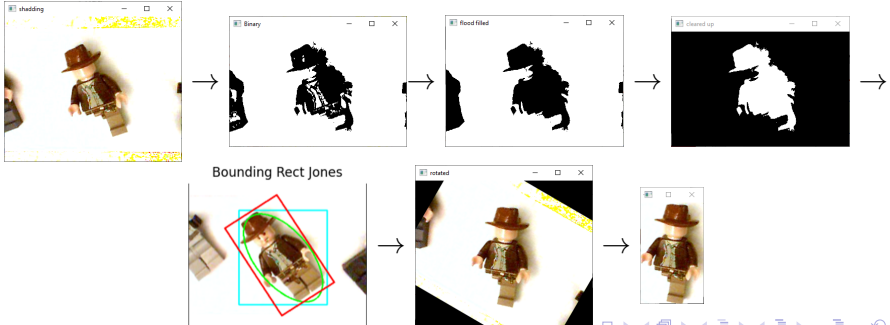 shadding
Binary
flood filled
cleared up
Bounding Rect Jones
rotated